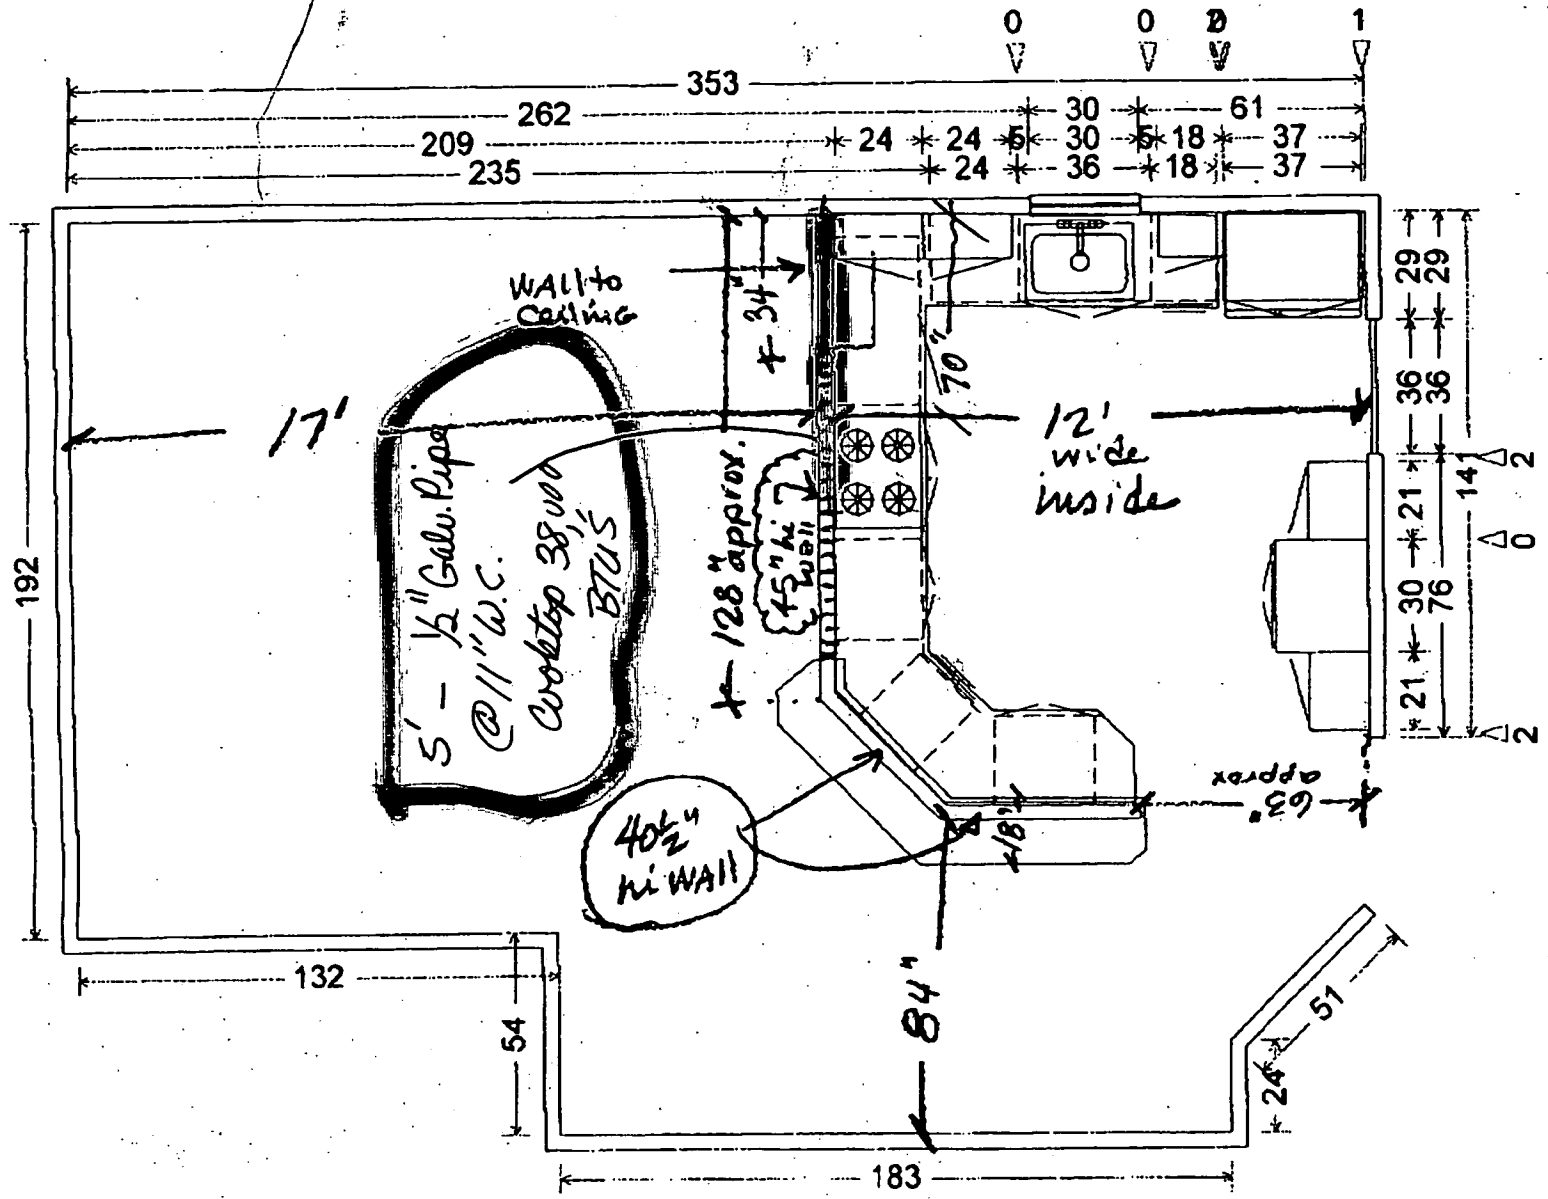 0 0 2 0 1
353
262 30 61
209 24 24 5 30 5 18 37
235 24 36 18 37
29 29
36 36
141
2
21
0
30 76
21
2
192
WAll to
Ceiling
34"
70"
17'
12'
wide
inside
128" approx.
45" hi
Wall
5' - 1/2" Galv. Pipe
@ 11" W.C.
Cooktop 38,000
BTU'S
40 1/2"
hi WAll
18"
63"
approx
84"
132
54
51
24
183